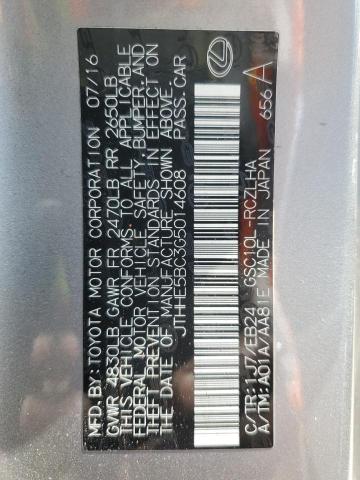 MFD.BY:TOYOTA MOTOR CORPORATION 07/16
GVWR 4830LB GAWR FR 2470LB RR 2650LB
THIS VEHICLE CONFORMS TO ALL APPLICABLE
FEDERAL MOTOR VEHICLE SAFETY, BUMPER, AND
THEFT PREVENTION STANDARDS IN EFFECT ON
THE DATE OF MANUFACTURE SHOWN ABOVE.
JTHHE5BC3G5014608 PASS.CAR
C/TR:1J7/EB24 GSC10L-RCZLHA
A/TM:A01A/AA81E MADE IN JAPAN 656 A